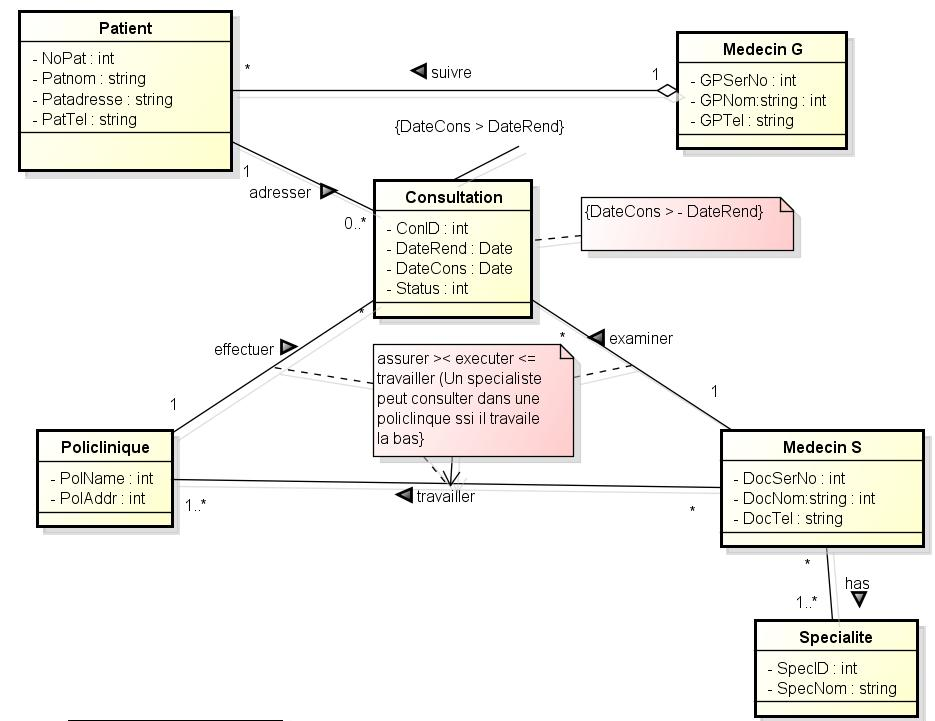 Patient
- NoPat : int
- Patnom : string
- Patadresse : string
- PatTel : string
*
suivre
1
Medecin G
- GPSerNo : int
- GPNom:string : int
- GPTel : string
{DateCons > DateRend}
1
adresser
0..*
Consultation
- ConID : int
- DateRend : Date
- DateCons : Date
- Status : int
{DateCons > - DateRend}
*
effectuer
1
*
examiner
1
assurer >< executer <=
travailler (Un specialiste
peut consulter dans une
policlinque ssi il travaile
la bas}
Policlinique
- PolName : int
- PolAddr : int
1..*
travailler
*
Medecin S
- DocSerNo : int
- DocNom:string : int
- DocTel : string
*
has
1..*
Specialite
- SpecID : int
- SpecNom : string